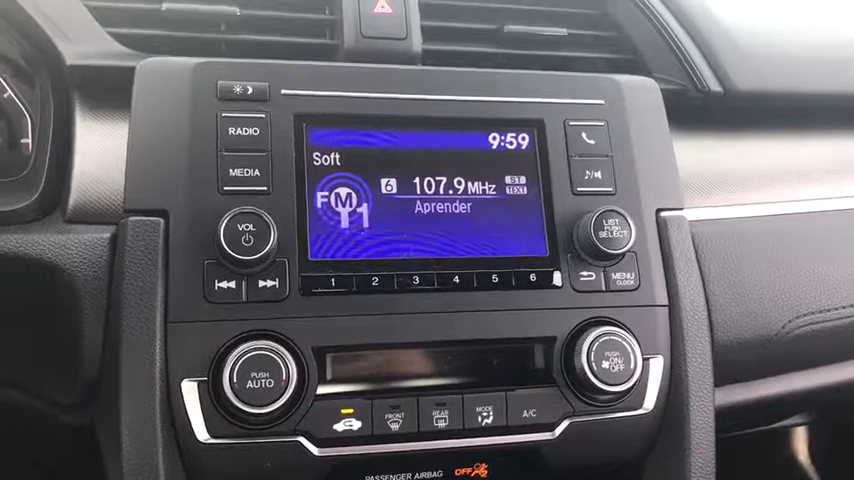 RADIO
MEDIA
VOL
9:59
Soft
FM1
6 107.9MHz ST
TEXT
Aprender
LIST
PUSH
SELECT
MENU
CLOCK
1 2 3 4 5 6
PUSH
AUTO
PUSH
ON/
OFF
FRONT
REAR
MODE
A/C
PASSENGER AIRBAG
OFF